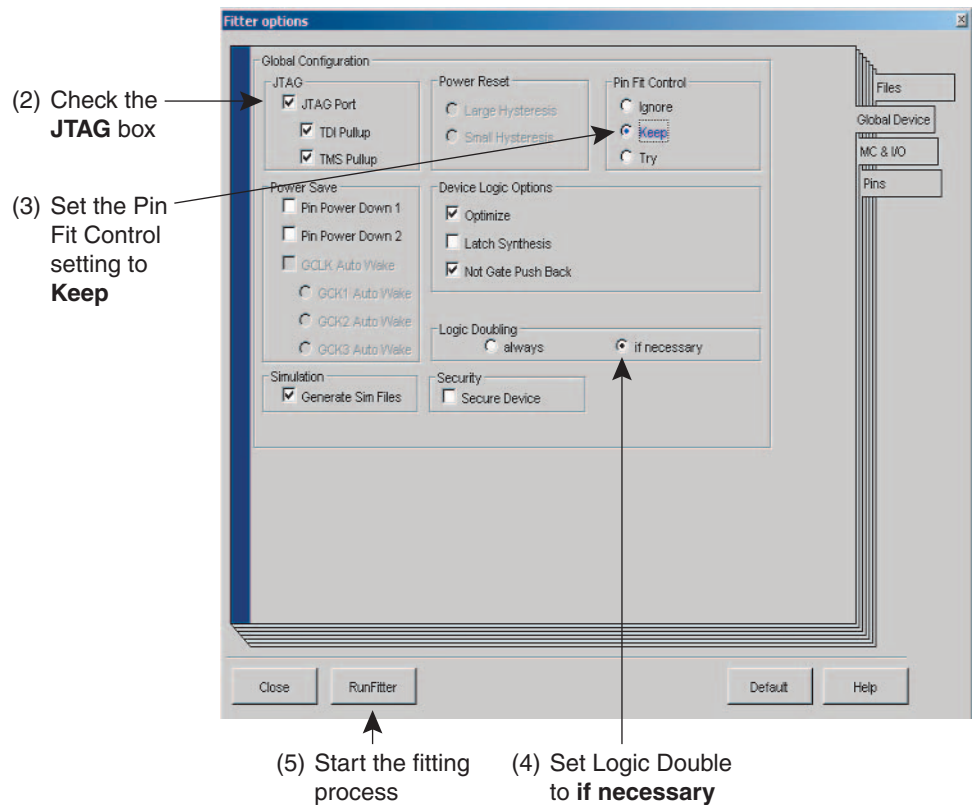 Fitter options
Global Configuration
JTAG
JTAG Port
TDI Pullup
TMS Pullup
Power Reset
Large Hysteresis
Smal Hysteresis
Pin Fit Control
Ignore
Keep
Try
Files
Global Device
MC & I/O
Pins
(2) Check the
JTAG box
(3) Set the Pin
Fit Control
setting to
Keep
Power Save
Pin Power Down 1
Pin Power Down 2
GCLK Auto Wake
GCK1 Auto Wake
GCK2 Auto Wake
GCK3 Auto Wake
Device Logic Options
Optimize
Latch Synthesis
Not Gate Push Back
Logic Doubling
always
if necessary
Simulation
Generate Sim Files
Security
Secure Device
Close
RunFitter
Default
Help
(5) Start the fitting
process
(4) Set Logic Double
to if necessary